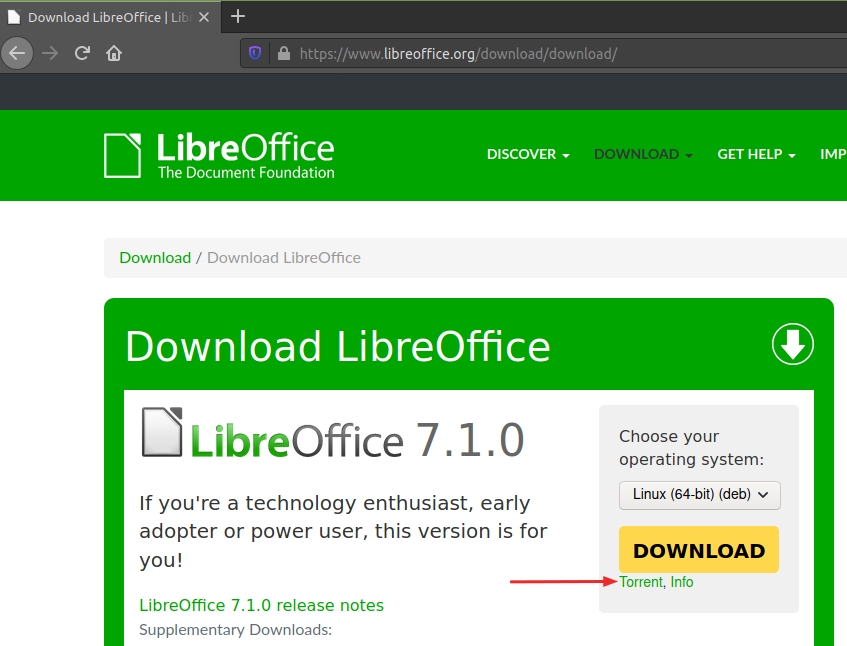 Download LibreOffice | Lib
https://www.libreoffice.org/download/download/
LibreOffice
The Document Foundation
DISCOVER DOWNLOAD GET HELP IMP
Download / Download LibreOffice
Download LibreOffice
LibreOffice 7.1.0
If you're a technology enthusiast, early
adopter or power user, this version is for
you!
LibreOffice 7.1.0 release notes
Supplementary Downloads:
Choose your
operating system:
Linux (64-bit) (deb)
DOWNLOAD
Torrent, Info